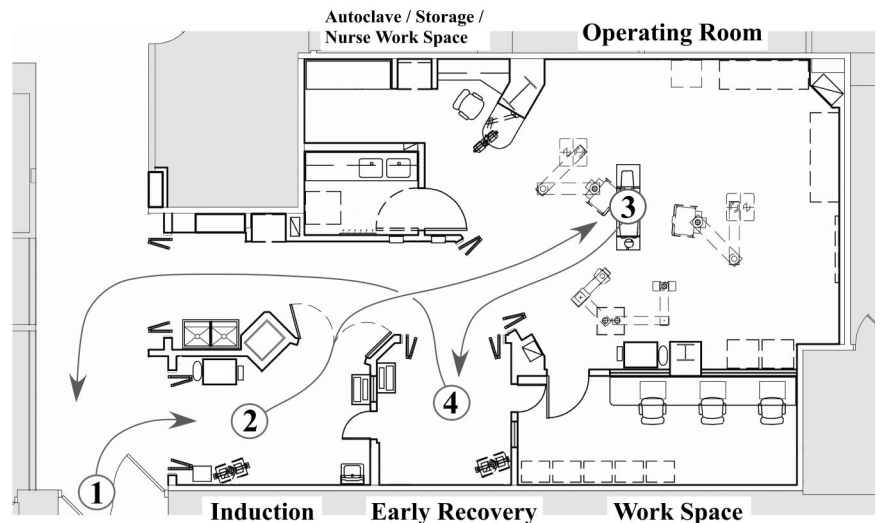 Autoclave / Storage /
Nurse Work Space
Operating Room
3
2
4
1
Induction
Early Recovery
Work Space